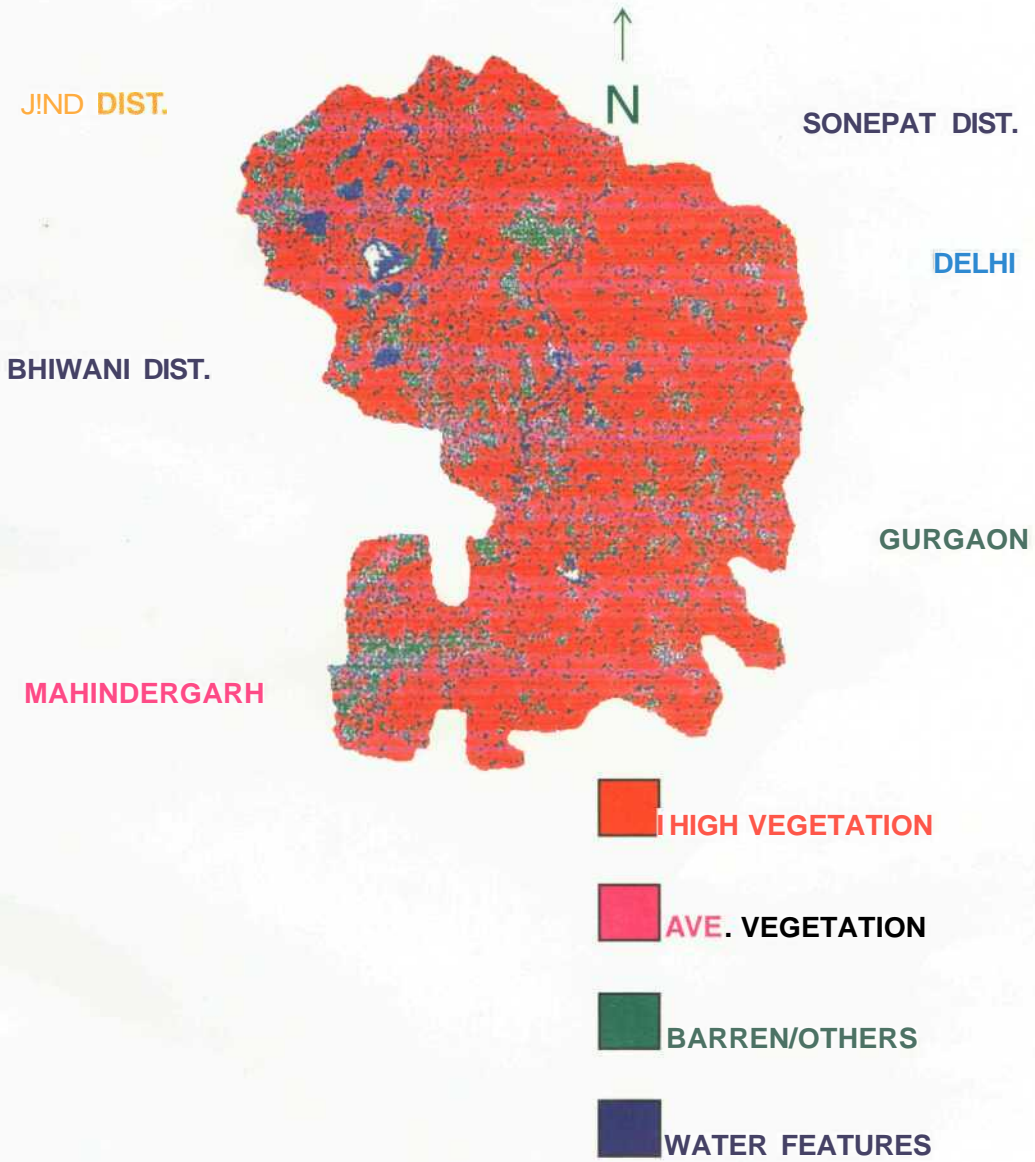 N
J!ND DIST.
SONEPAT DIST.
DELHI
BHIWANI DIST.
GURGAON
MAHINDERGARH
I HIGH VEGETATION
AVE. VEGETATION
BARREN/OTHERS
WATER FEATURES